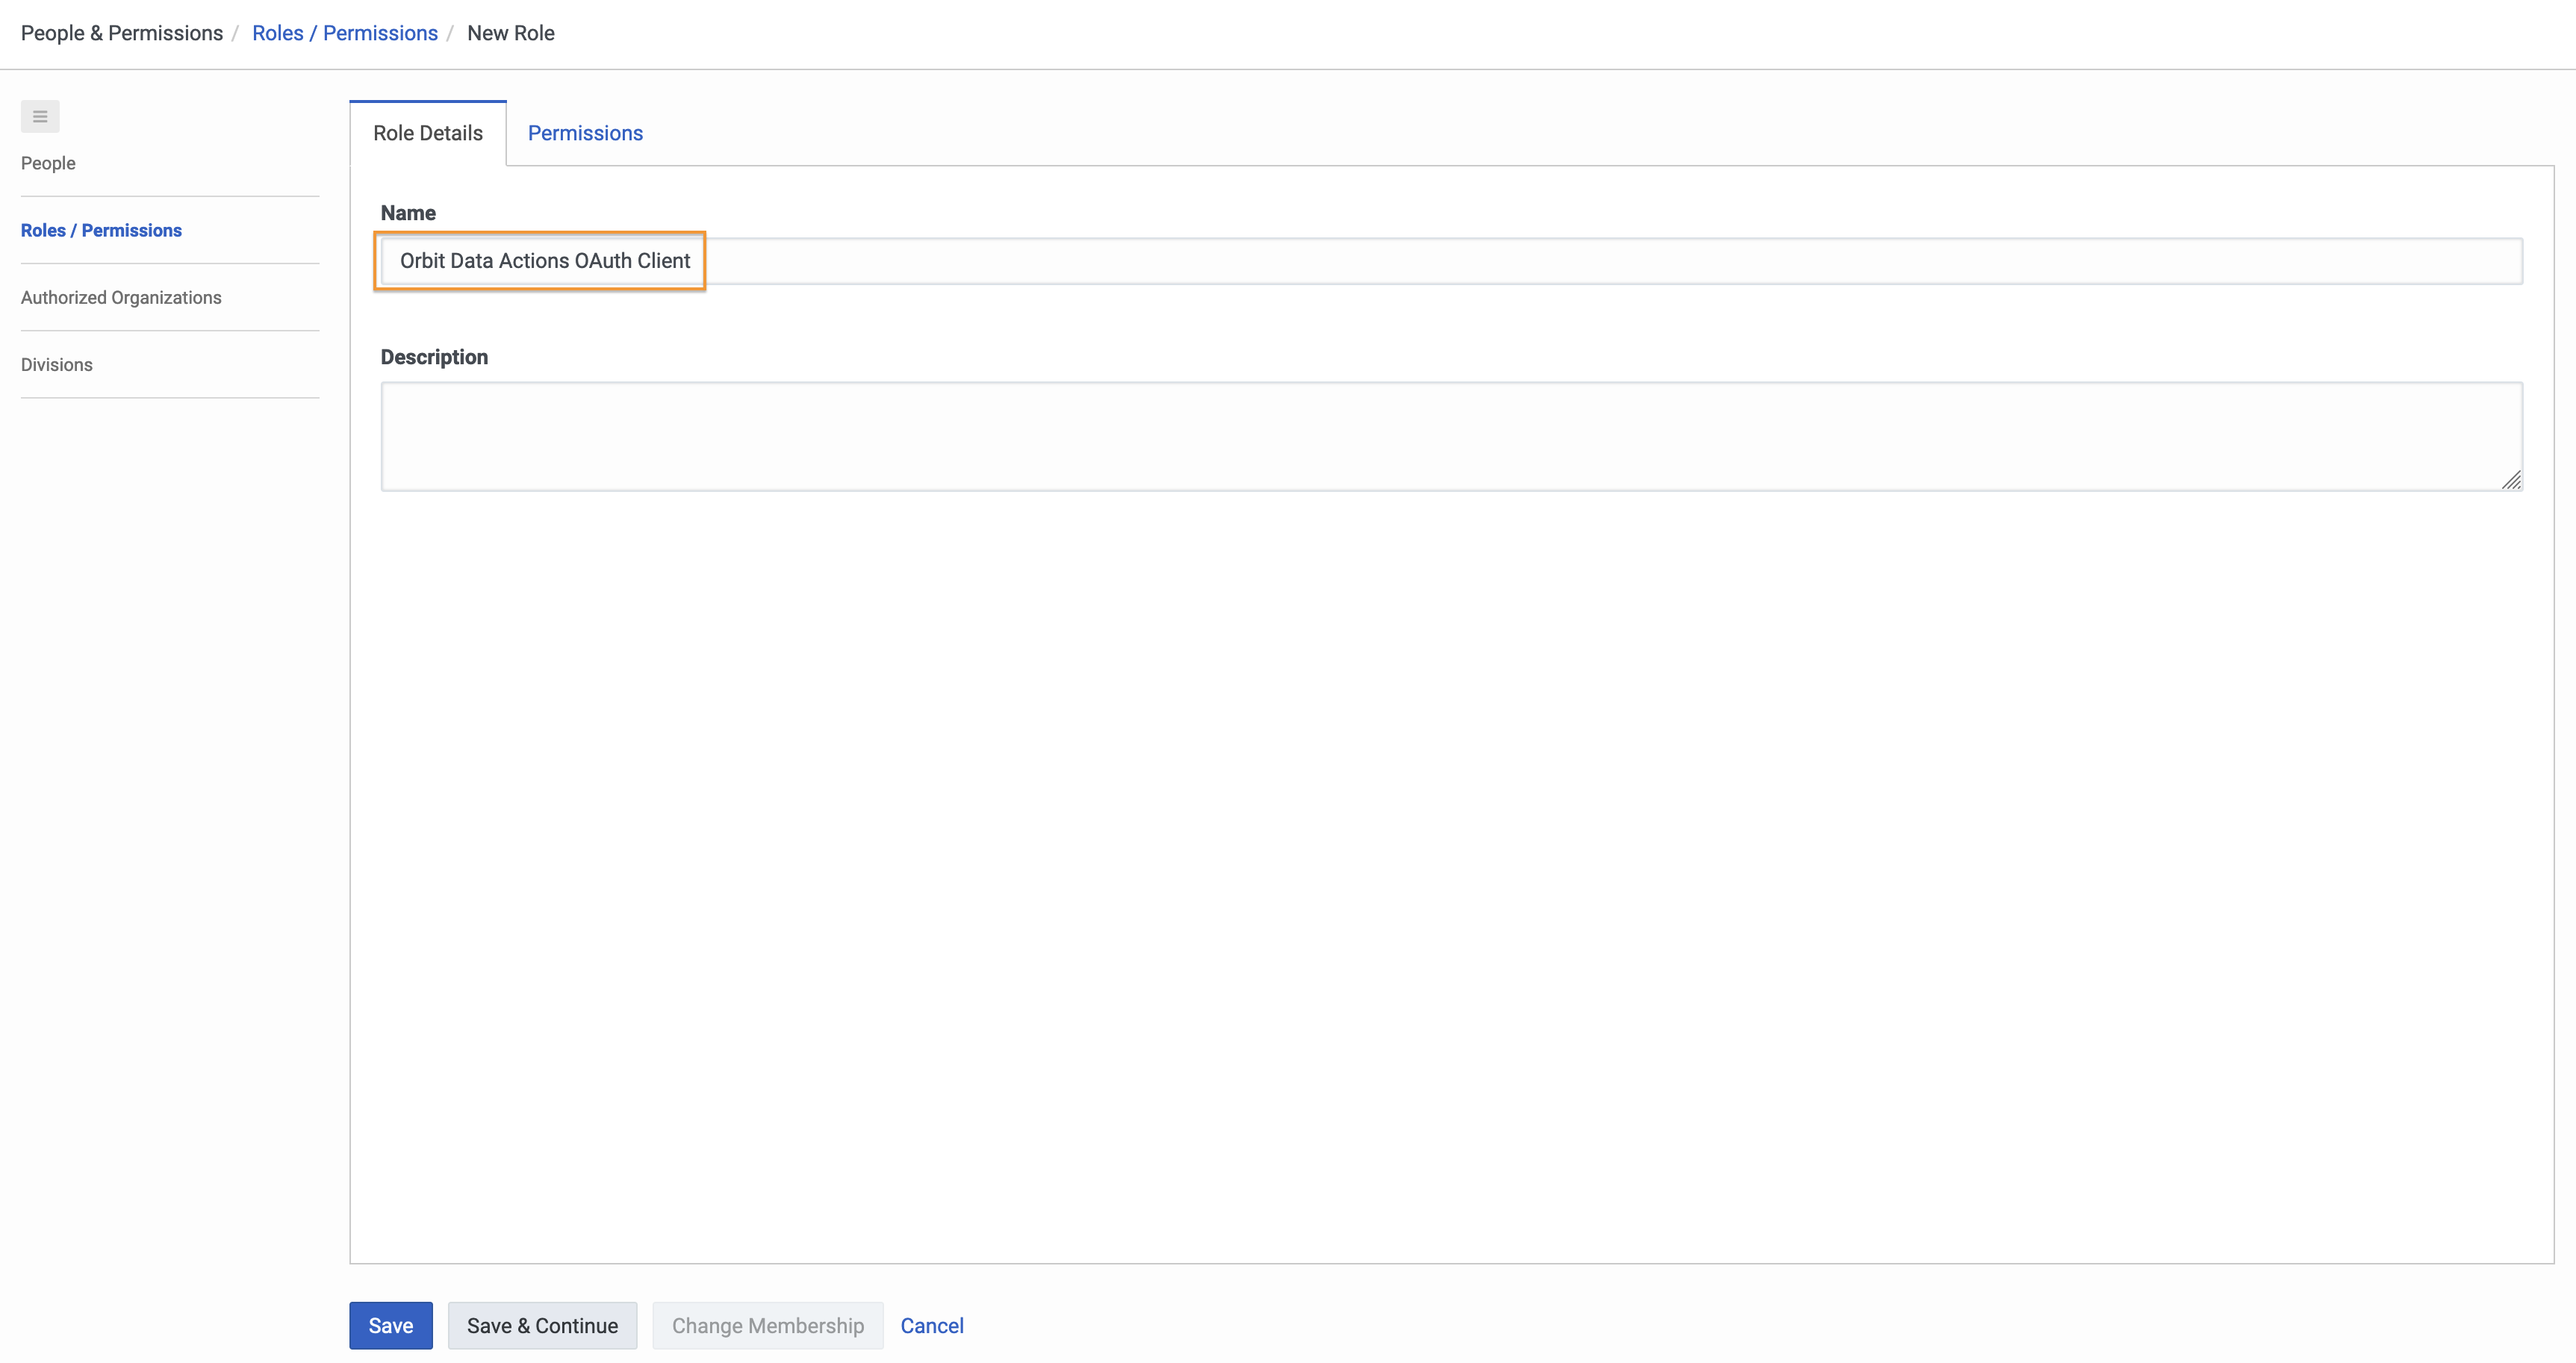 People & Permissions / Roles / Permissions / New Role
People
Roles / Permissions
Authorized Organizations
Divisions
Role Details
Permissions
Name
Orbit Data Actions OAuth Client
Description
Save
Save & Continue
Change Membership
Cancel